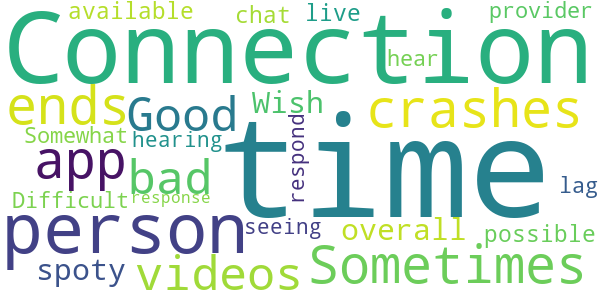 available
chat
live
provider
Connection
hear
ends
Good
Wish
crashes
Somewhat
hearing
respond
time
app
bad
lag
Difficult
response
person
seeing
overall
possible
spoty
videos
Sometimes